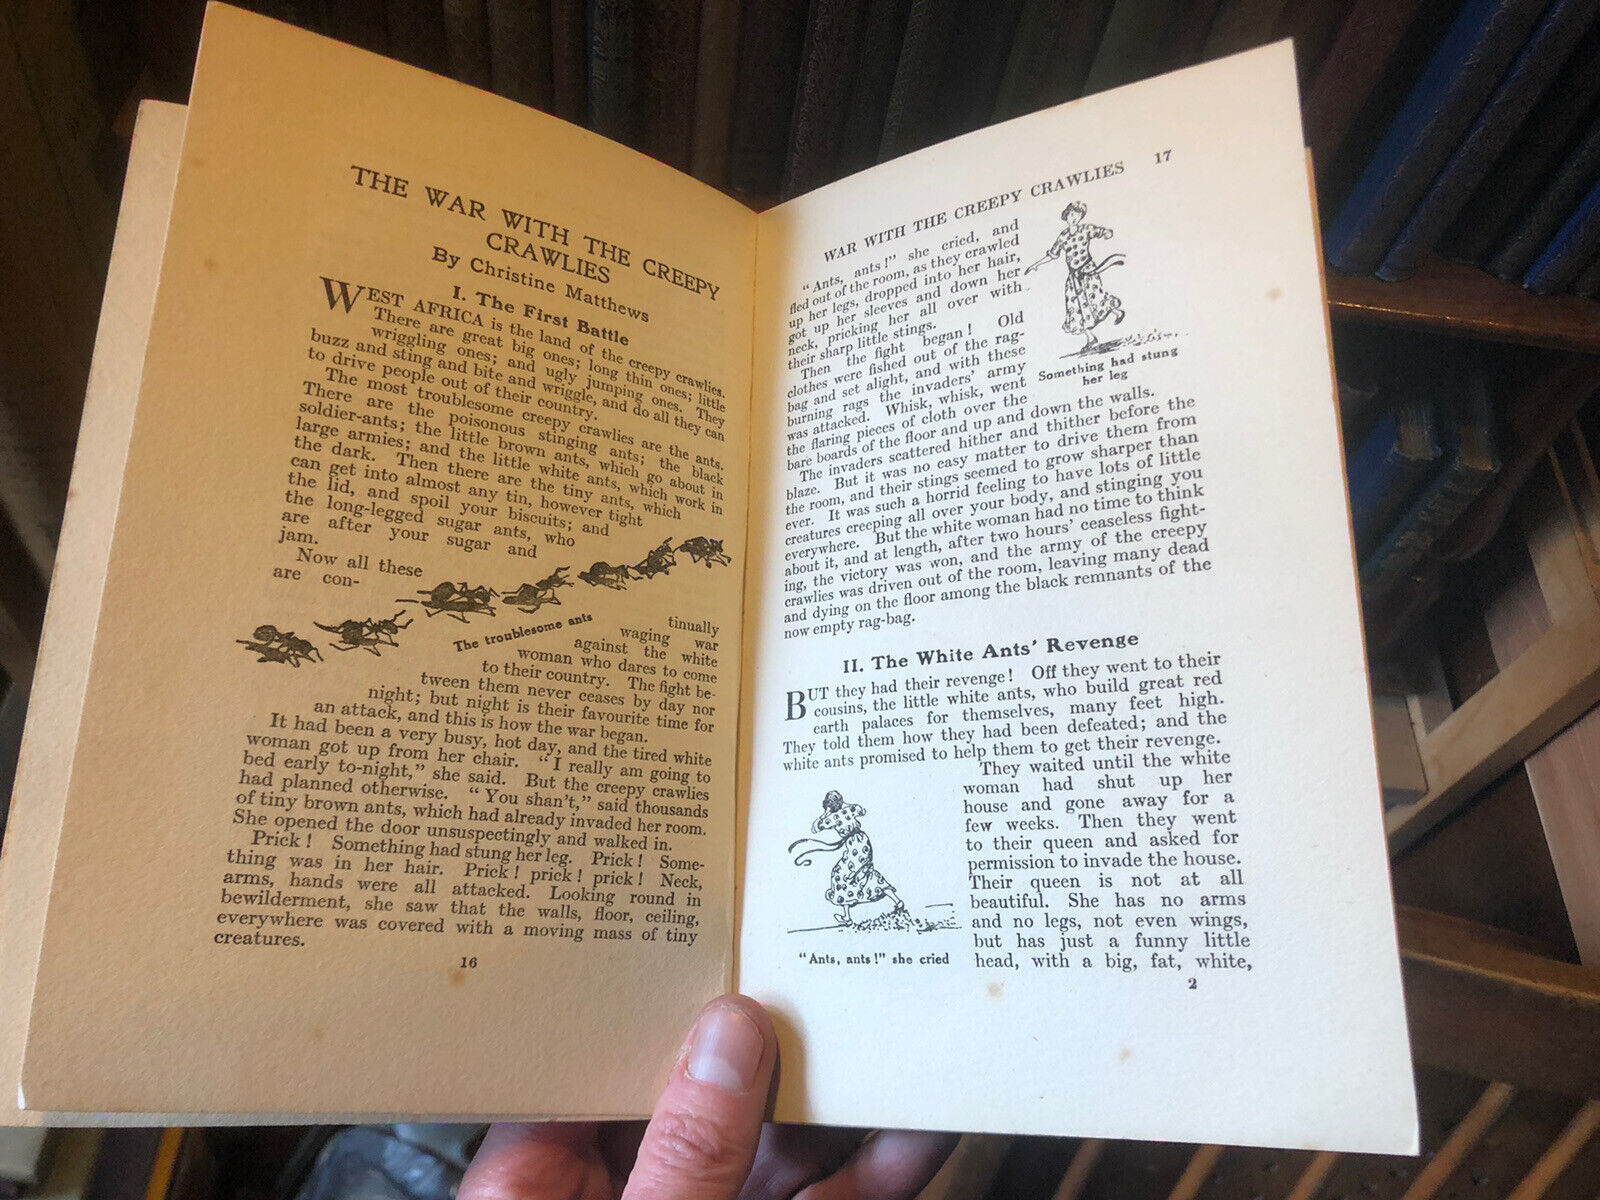 THE WAR WITH THE CREEPY
CRAWLIES
By Christine Matthews
I. The First Battle
WEST AFRICA is the land of the creepy crawlies.
There are great big ones; long thin ones; little
wriggling ones; and ugly jumping ones. They
buzz and sting and bite and wriggle, and do all they can
to drive people out of their country.
The most troublesome creepy crawlies are the ants.
There are the poisonous stinging ants; the black
soldier-ants; the little brown ants, which go about in
large armies; and the little white ants, which work in
the dark. Then there are the tiny ants, which
can get into almost any tin, however tight
the lid, and spoil your biscuits; and
the long-legged sugar ants, who
are after your sugar and
jam.
Now all these
are con-
The troublesome ants
tinually
waging war
against the white
woman who dares to come
to their country. The fight be-
tween them never ceases by day nor
night; but night is their favourite time for
an attack, and this is how the war began.
It had been a very busy, hot day, and the tired white
woman got up from her chair. "I really am going to
bed early to-night," she said. But the creepy crawlies
had planned otherwise. "You shan't," said thousands
of tiny brown ants, which had already invaded her room.
She opened the door unsuspectingly and walked in.
Prick! Something had stung her leg. Prick! Some-
thing was in her hair. Prick! prick! prick! Neck,
arms, hands were all attacked. Looking round in
bewilderment, she saw that the walls, floor, ceiling,
everywhere was covered with a moving mass of tiny
creatures.
16
WAR WITH THE CREEPY CRAWLIES 17
"Ants, ants!" she cried, and
fled out of the room, as they crawled
up her legs, dropped into her hair,
got up her sleeves and down her
neck, pricking her all over with
their sharp little stings.
Then the fight began! Old
clothes were fished out of the rag-
bag and set alight, and with these
burning rags the invaders' army
was attacked. Whisk, whisk, went
the flaring pieces of cloth over the
bare boards of the floor and up and down the walls.
Something had stung
her leg
The invaders scattered hither and thither before the
blaze. But it was no easy matter to drive them from
the room, and their stings seemed to grow sharper than
ever. It was such a horrid feeling to have lots of little
creatures creeping all over your body, and stinging you
everywhere. But the white woman had no time to think
about it, and at length, after two hours' ceaseless fight-
ing, the victory was won, and the army of the creepy
crawlies was driven out of the room, leaving many dead
and dying on the floor among the black remnants of the
now empty rag-bag.
II. The White Ants' Revenge
BUT they had their revenge! Off they went to their
cousins, the little white ants, who build great red
earth palaces for themselves, many feet high.
They told them how they had been defeated; and the
white ants promised to help them to get their revenge.
They waited until the white
woman had shut up her
house and gone away for a
few weeks. Then they went
to their queen and asked for
permission to invade the house.
Their queen is not at all
beautiful. She has no arms
and no legs, not even wings,
but has just a funny little
head, with a big, fat, white,
"Ants, ants!" she cried
2